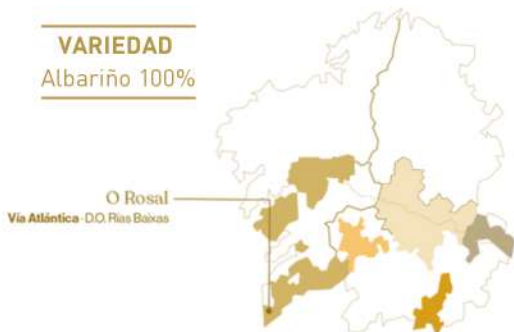 VARIEDAD
Albariño 100%
O Rosal
Vía Atlántica · D.O. Rías Baixas